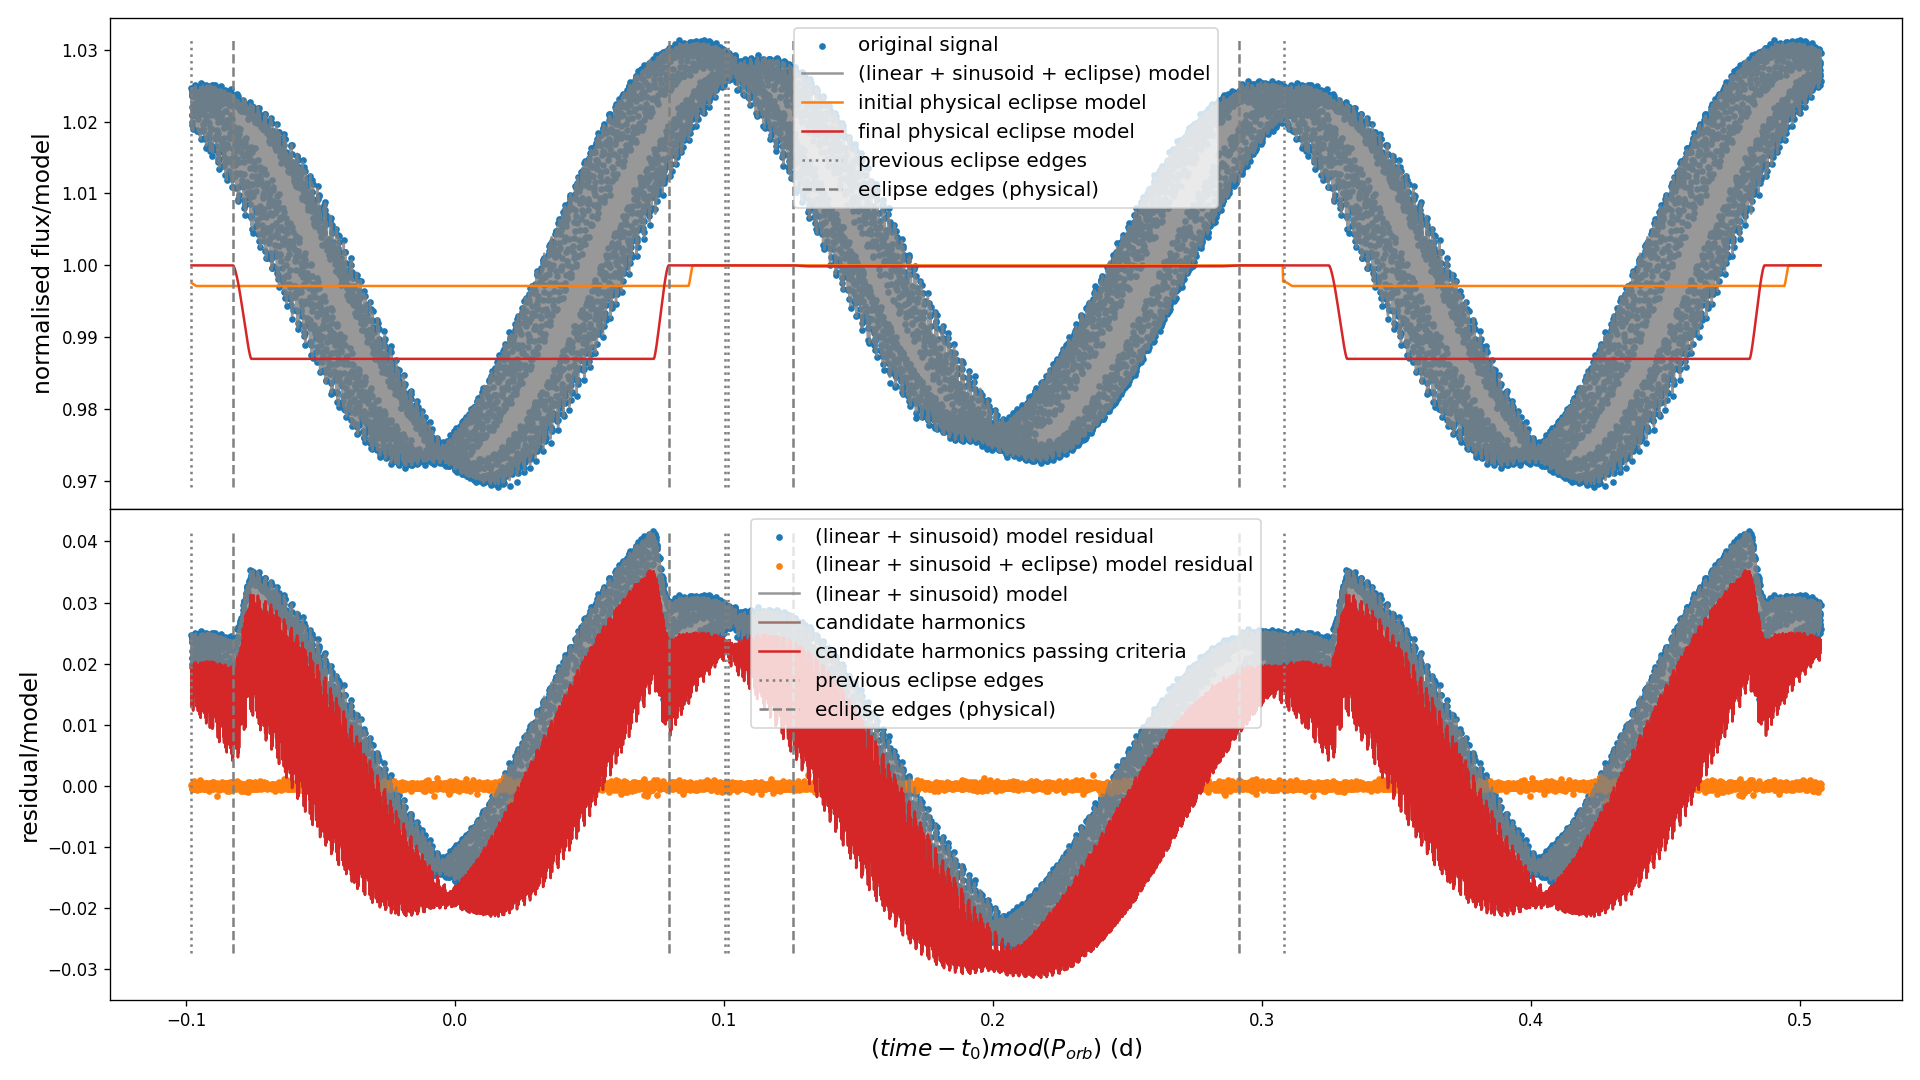 1.03
1.02
1.01
1.00
0.99
0.98
0.97
normalised flux/model
original signal
(linear + sinusoid + eclipse) model
initial physical eclipse model
final physical eclipse model
previous eclipse edges
eclipse edges (physical)
0.04
0.03
0.02
0.01
0.00
−0.01
−0.02
−0.03
residual/model
(linear + sinusoid) model residual
(linear + sinusoid + eclipse) model residual
(linear + sinusoid) model
candidate harmonics
candidate harmonics passing criteria
previous eclipse edges
eclipse edges (physical)
−0.1 0.0 0.1 0.2 0.3 0.4 0.5
(time − t₀)mod(P_{orb}) (d)